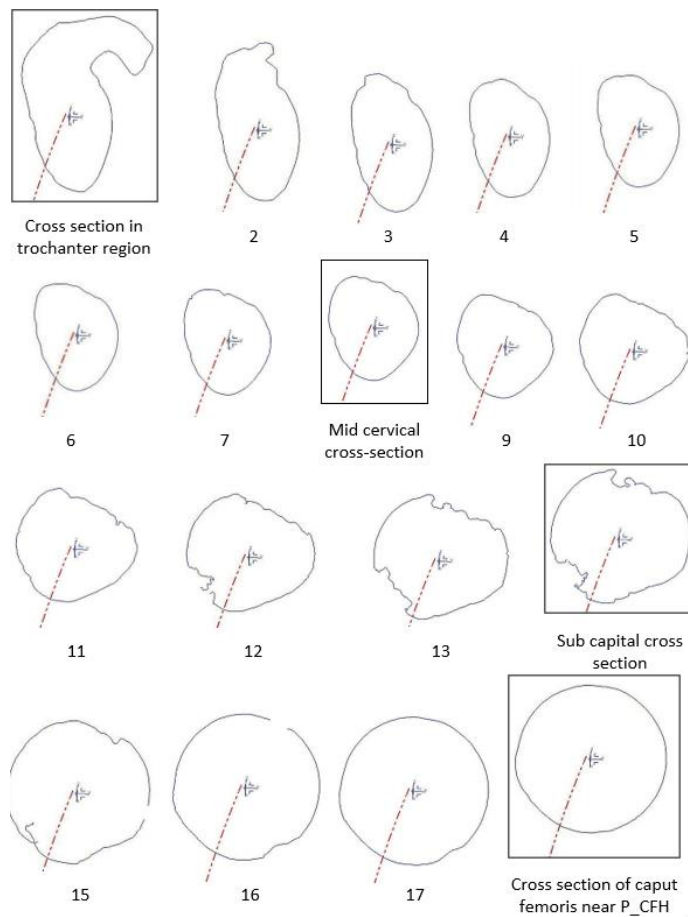 Cross section in
trochanter region
2
3
4
5
6
7
Mid cervical
cross-section
9
10
11
12
13
Sub capital cross
section
15
16
17
Cross section of caput
femoris near P_CFH